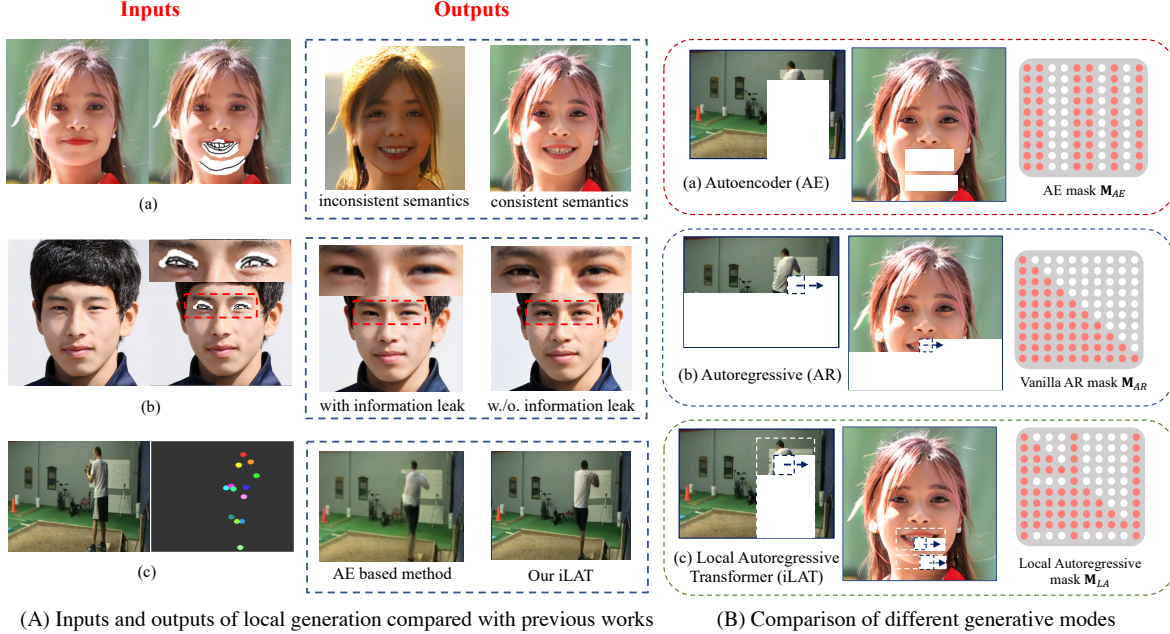 Inputs
Outputs
inconsistent semantics
consistent semantics
(a)
with information leak
w./o. information leak
(b)
AE based method
Our iLAT
(c)
(A) Inputs and outputs of local generation compared with previous works
(a) Autoencoder (AE)
AE mask M_AE
(b) Autoregressive (AR)
Vanilla AR mask M_AR
(c) Local Autoregressive
Transformer (iLAT)
Local Autoregressive
mask M_LA
(B) Comparison of different generative modes